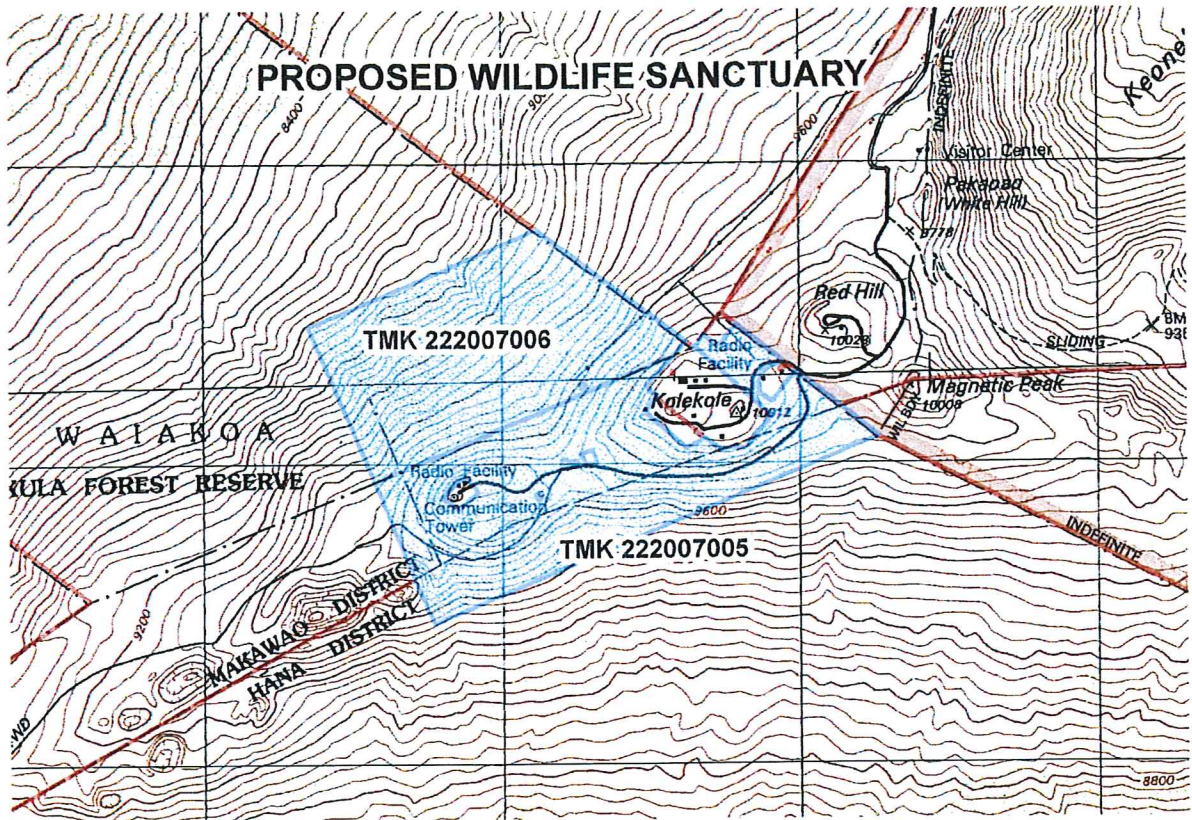 PROPOSED WILDLIFE SANCTUARY
8400
9600
INDEFINITE
Visitor Center
Pakaoao
(White Hill)
9778
Red Hill
10023
SLIDING
BM
TMK 222007006
Radio
Facility
Kolekole
10012
Magnetic Peak
10008
WAIAKOA
KULA FOREST RESERVE
Radio Facility
Communication
Tower
9600
TMK 222007005
INDEFINITE
9200
MAKAWAO DISTRICT
HANA DISTRICT
8800